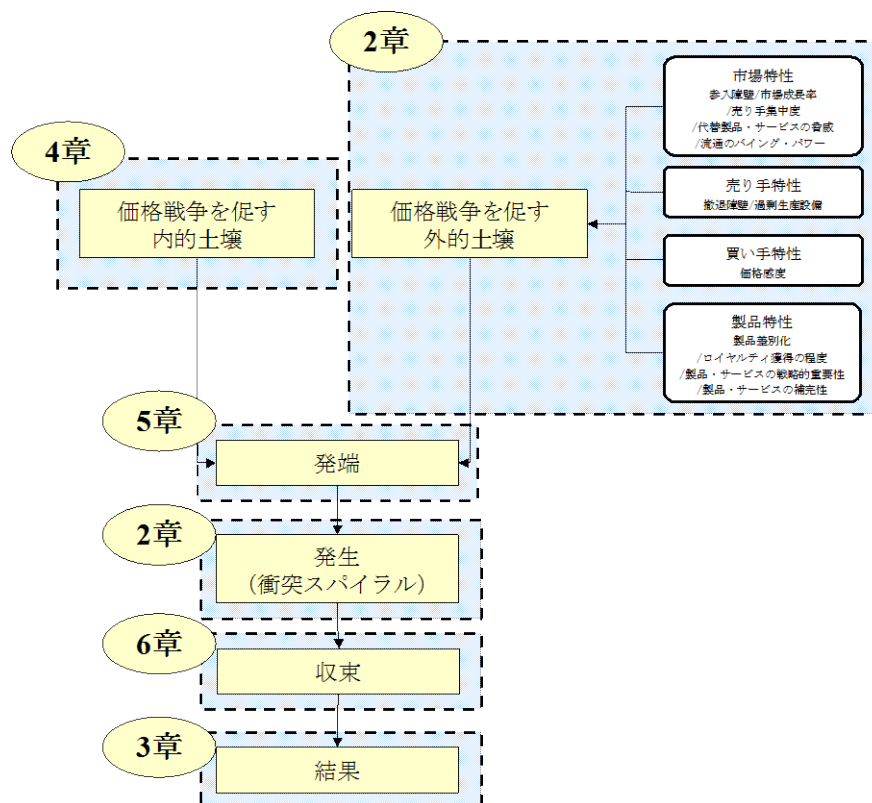 2章
市場特性
参入障壁/市場成長率
/売り手集中度
/代替製品・サービスの脅威
/流通のバイング・パワー
4章
価格戦争を促す
内的土壌
価格戦争を促す
外的土壌
売り手特性
撤退障壁/過剰生産設備
買い手特性
価格感度
製品特性
製品差別化
/ロイヤルティ獲得の程度
/製品・サービスの戦略的重要性
/製品・サービスの補完性
5章
発端
2章
発生
（衝突スパイラル）
6章
収束
3章
結果